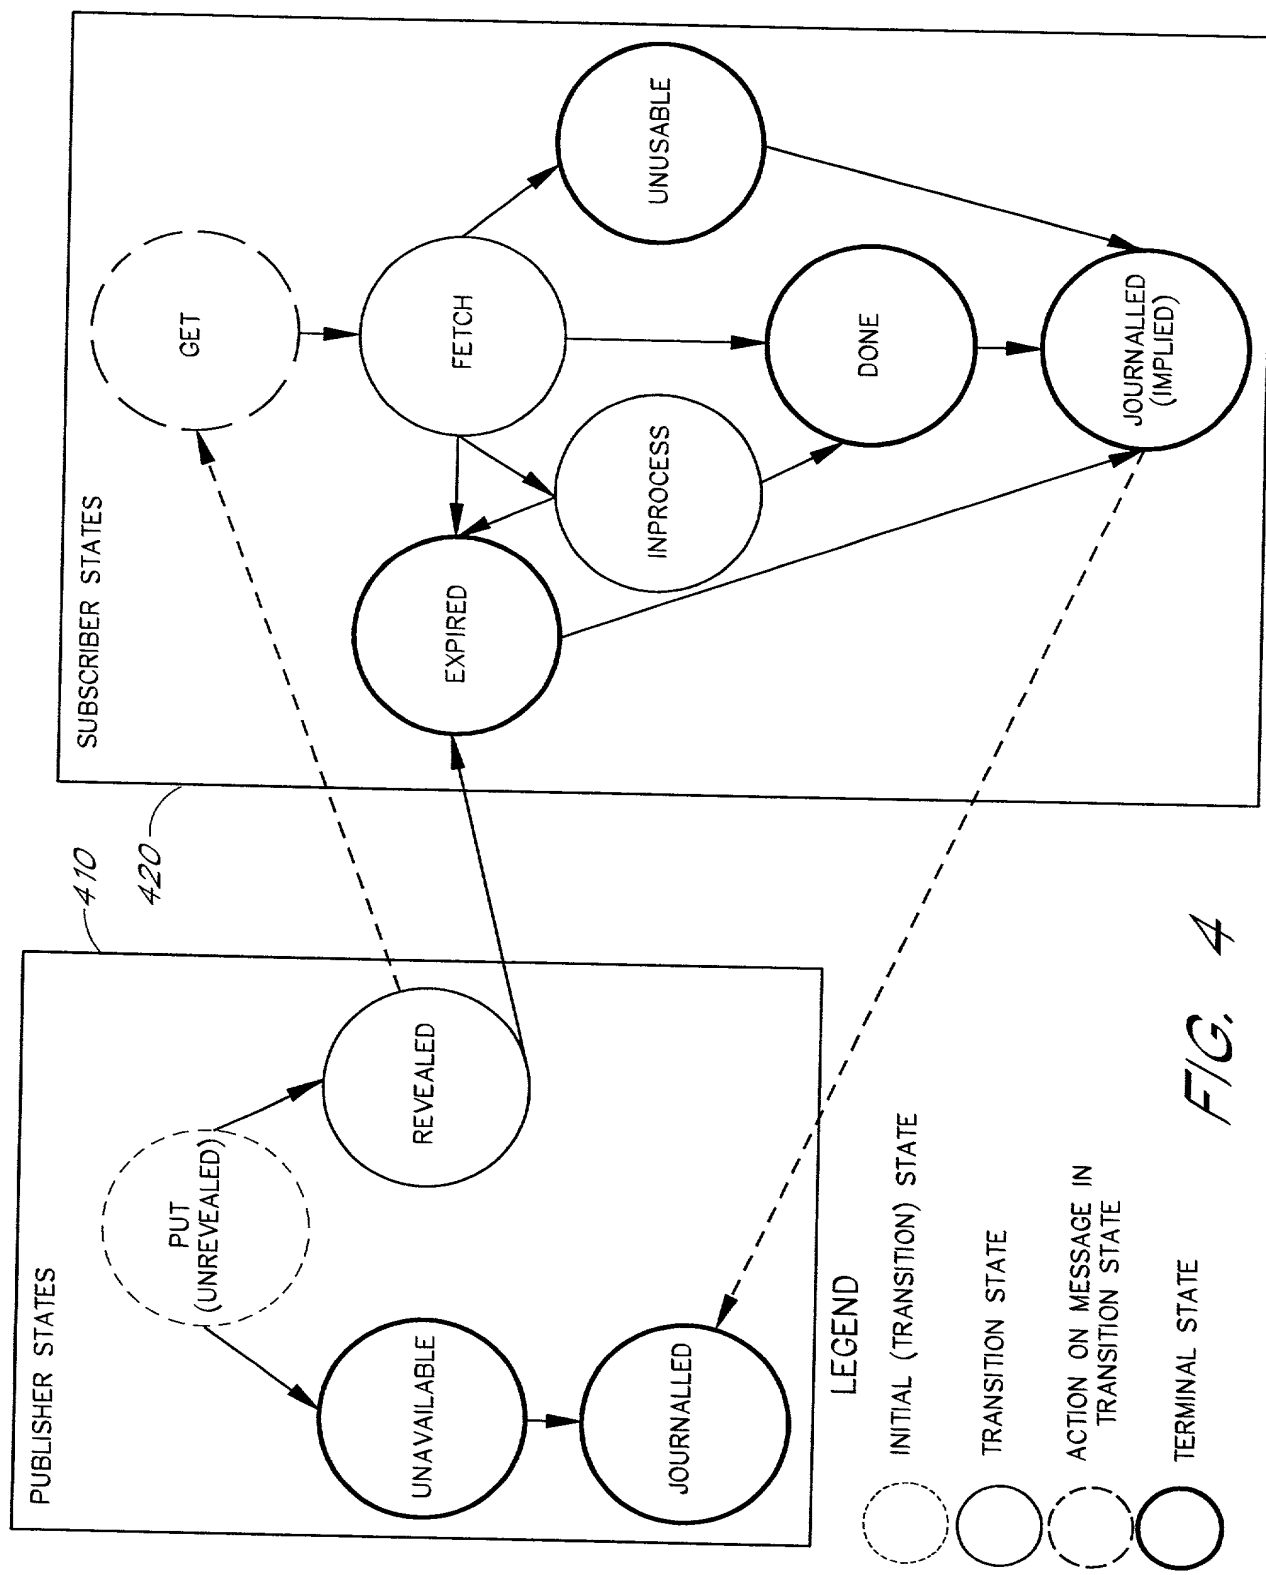 PUBLISHER STATES
PUT
(UNREVEALED)
UNAVAILABLE
REVEALED
JOURNALLED
410
420
SUBSCRIBER STATES
GET
FETCH
EXPIRED
INPROCESS
UNUSABLE
DONE
JOURNALLED
(IMPLIED)
LEGEND
INITIAL (TRANSITION) STATE
TRANSITION STATE
ACTION ON MESSAGE IN
TRANSITION STATE
TERMINAL STATE
FIG. 4